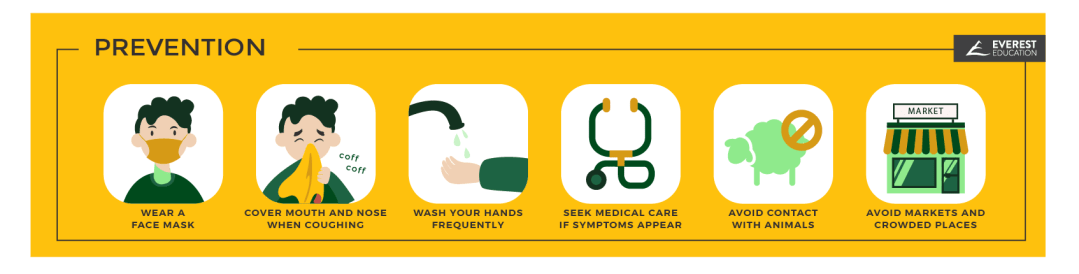 PREVENTION
EVEREST
EDUCATION
coff
coff
MARKET
WEAR A
FACE MASK
COVER MOUTH AND NOSE
WHEN COUGHING
WASH YOUR HANDS
FREQUENTLY
SEEK MEDICAL CARE
IF SYMPTOMS APPEAR
AVOID CONTACT
WITH ANIMALS
AVOID MARKETS AND
CROWDED PLACES